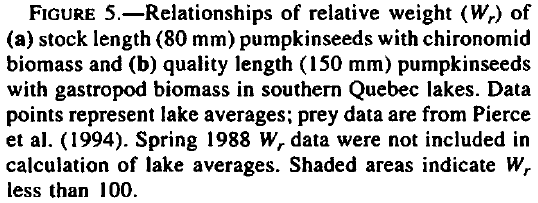 FIGURE 5.—Relationships of relative weight (Wr) of
(a) stock length (80 mm) pumpkinseeds with chironomid
biomass and (b) quality length (150 mm) pumpkinseeds
with gastropod biomass in southern Quebec lakes. Data
points represent lake averages; prey data are from Pierce
et al. (1994). Spring 1988 Wr data were not included in
calculation of lake averages. Shaded areas indicate Wr
less than 100.